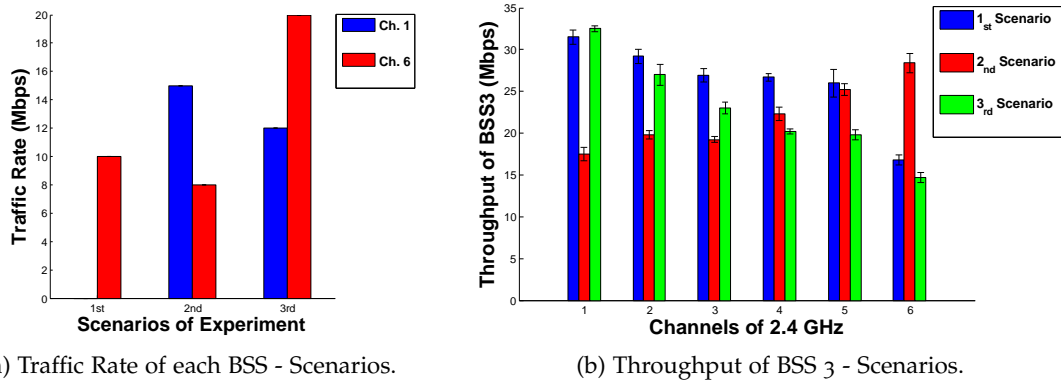 20
18
16
14
12
10
8
6
4
2
0
Traffic Rate (Mbps)
1st
2nd
3rd
Scenarios of Experiment
Ch. 1
Ch. 6
) Traffic Rate of each BSS - Scenarios.
35
30
25
20
15
10
5
0
Throughput of BSS3 (Mbps)
1
2
3
4
5
6
Channels of 2.4 GHz
1st Scenario
2nd Scenario
3rd Scenario
(b) Throughput of BSS 3 - Scenarios.